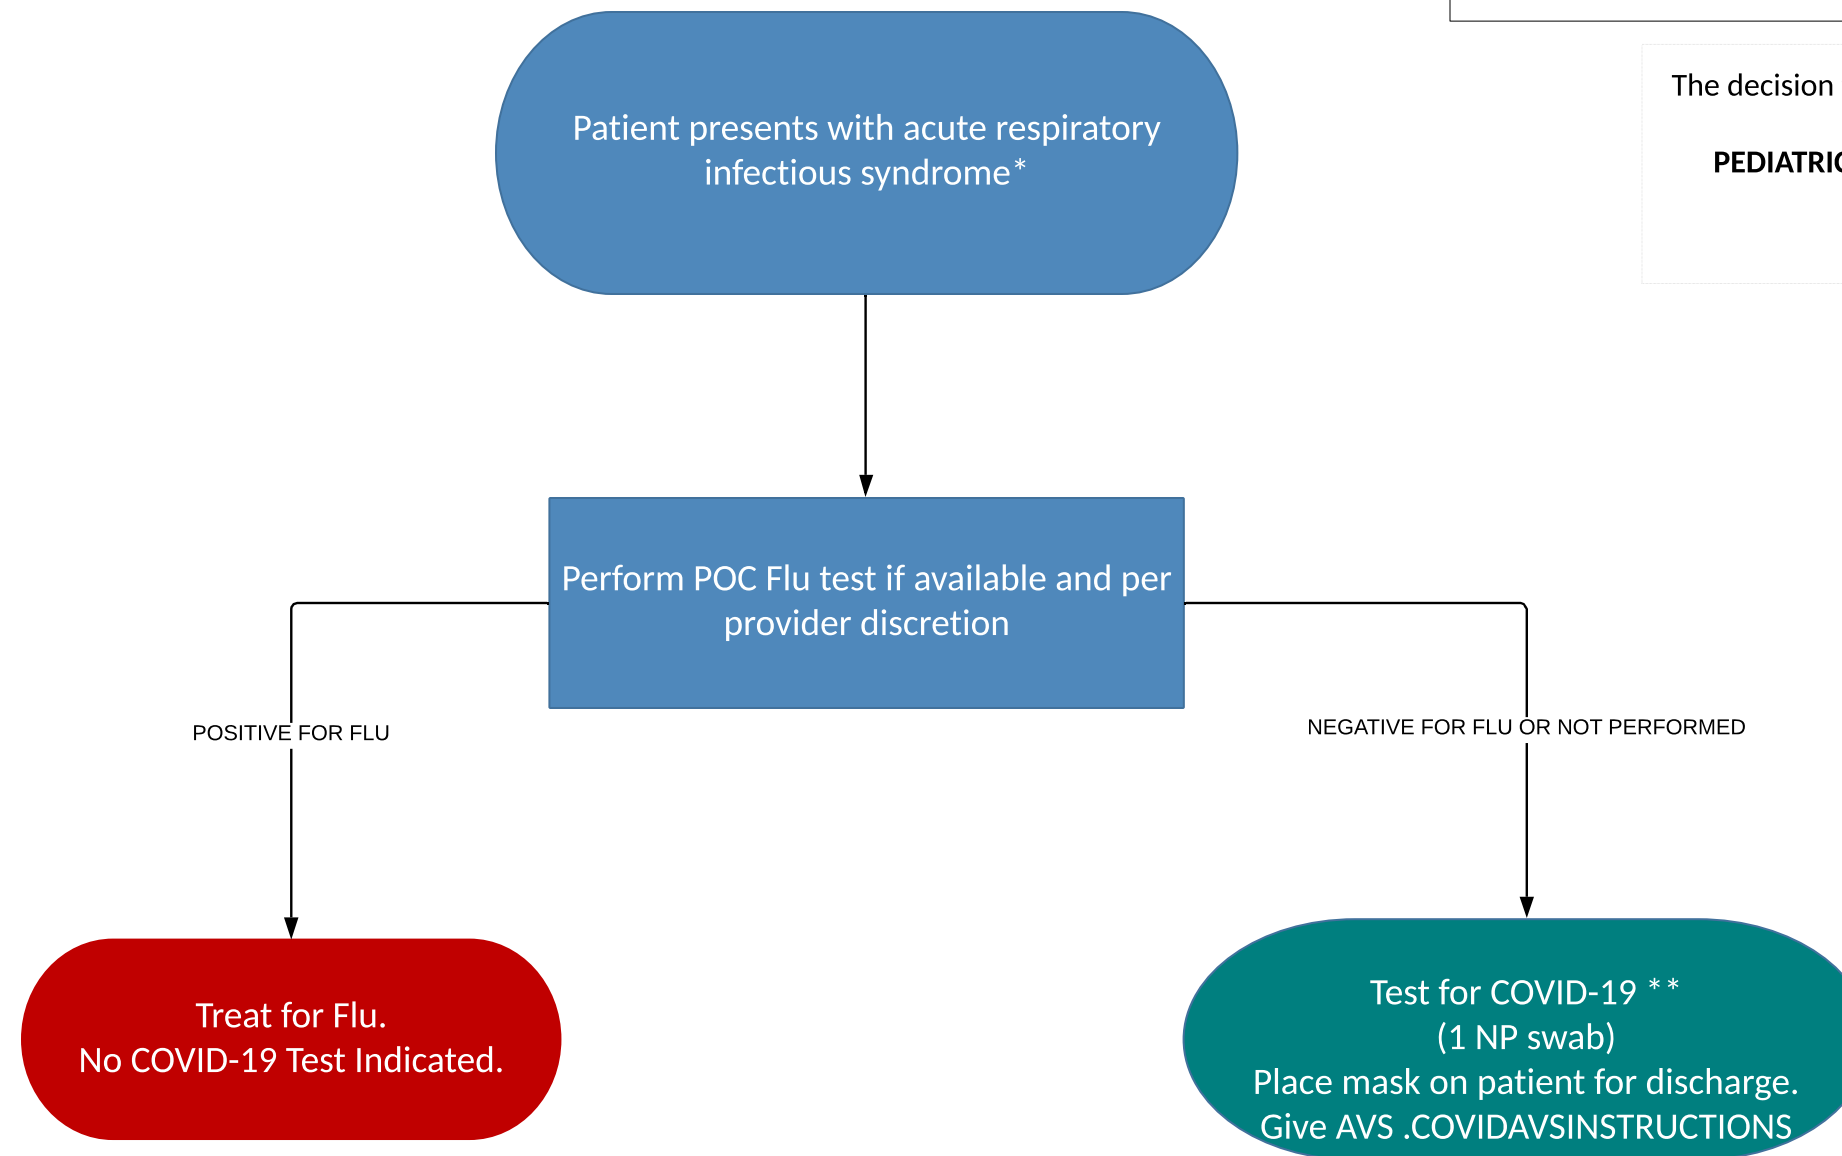 The decision
PEDIATRIC
Patient presents with acute respiratory
infectious syndrome*
Perform POC Flu test if available and per
provider discretion
POSITIVE FOR FLU
NEGATIVE FOR FLU OR NOT PERFORMED
Treat for Flu.
No COVID-19 Test Indicated.
Test for COVID-19 **
(1 NP swab)
Place mask on patient for discharge.
Give AVS .COVIDAVSINSTRUCTIONS